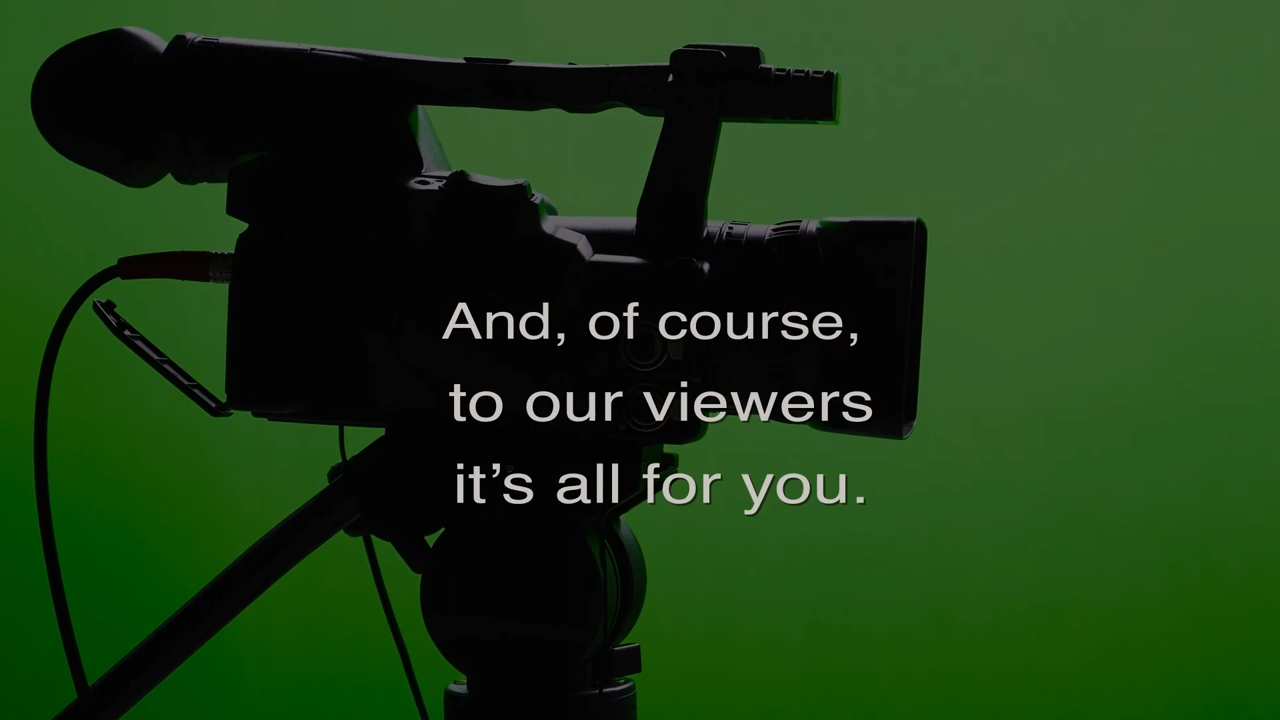 And, of course,
to our viewers
it’s all for you.